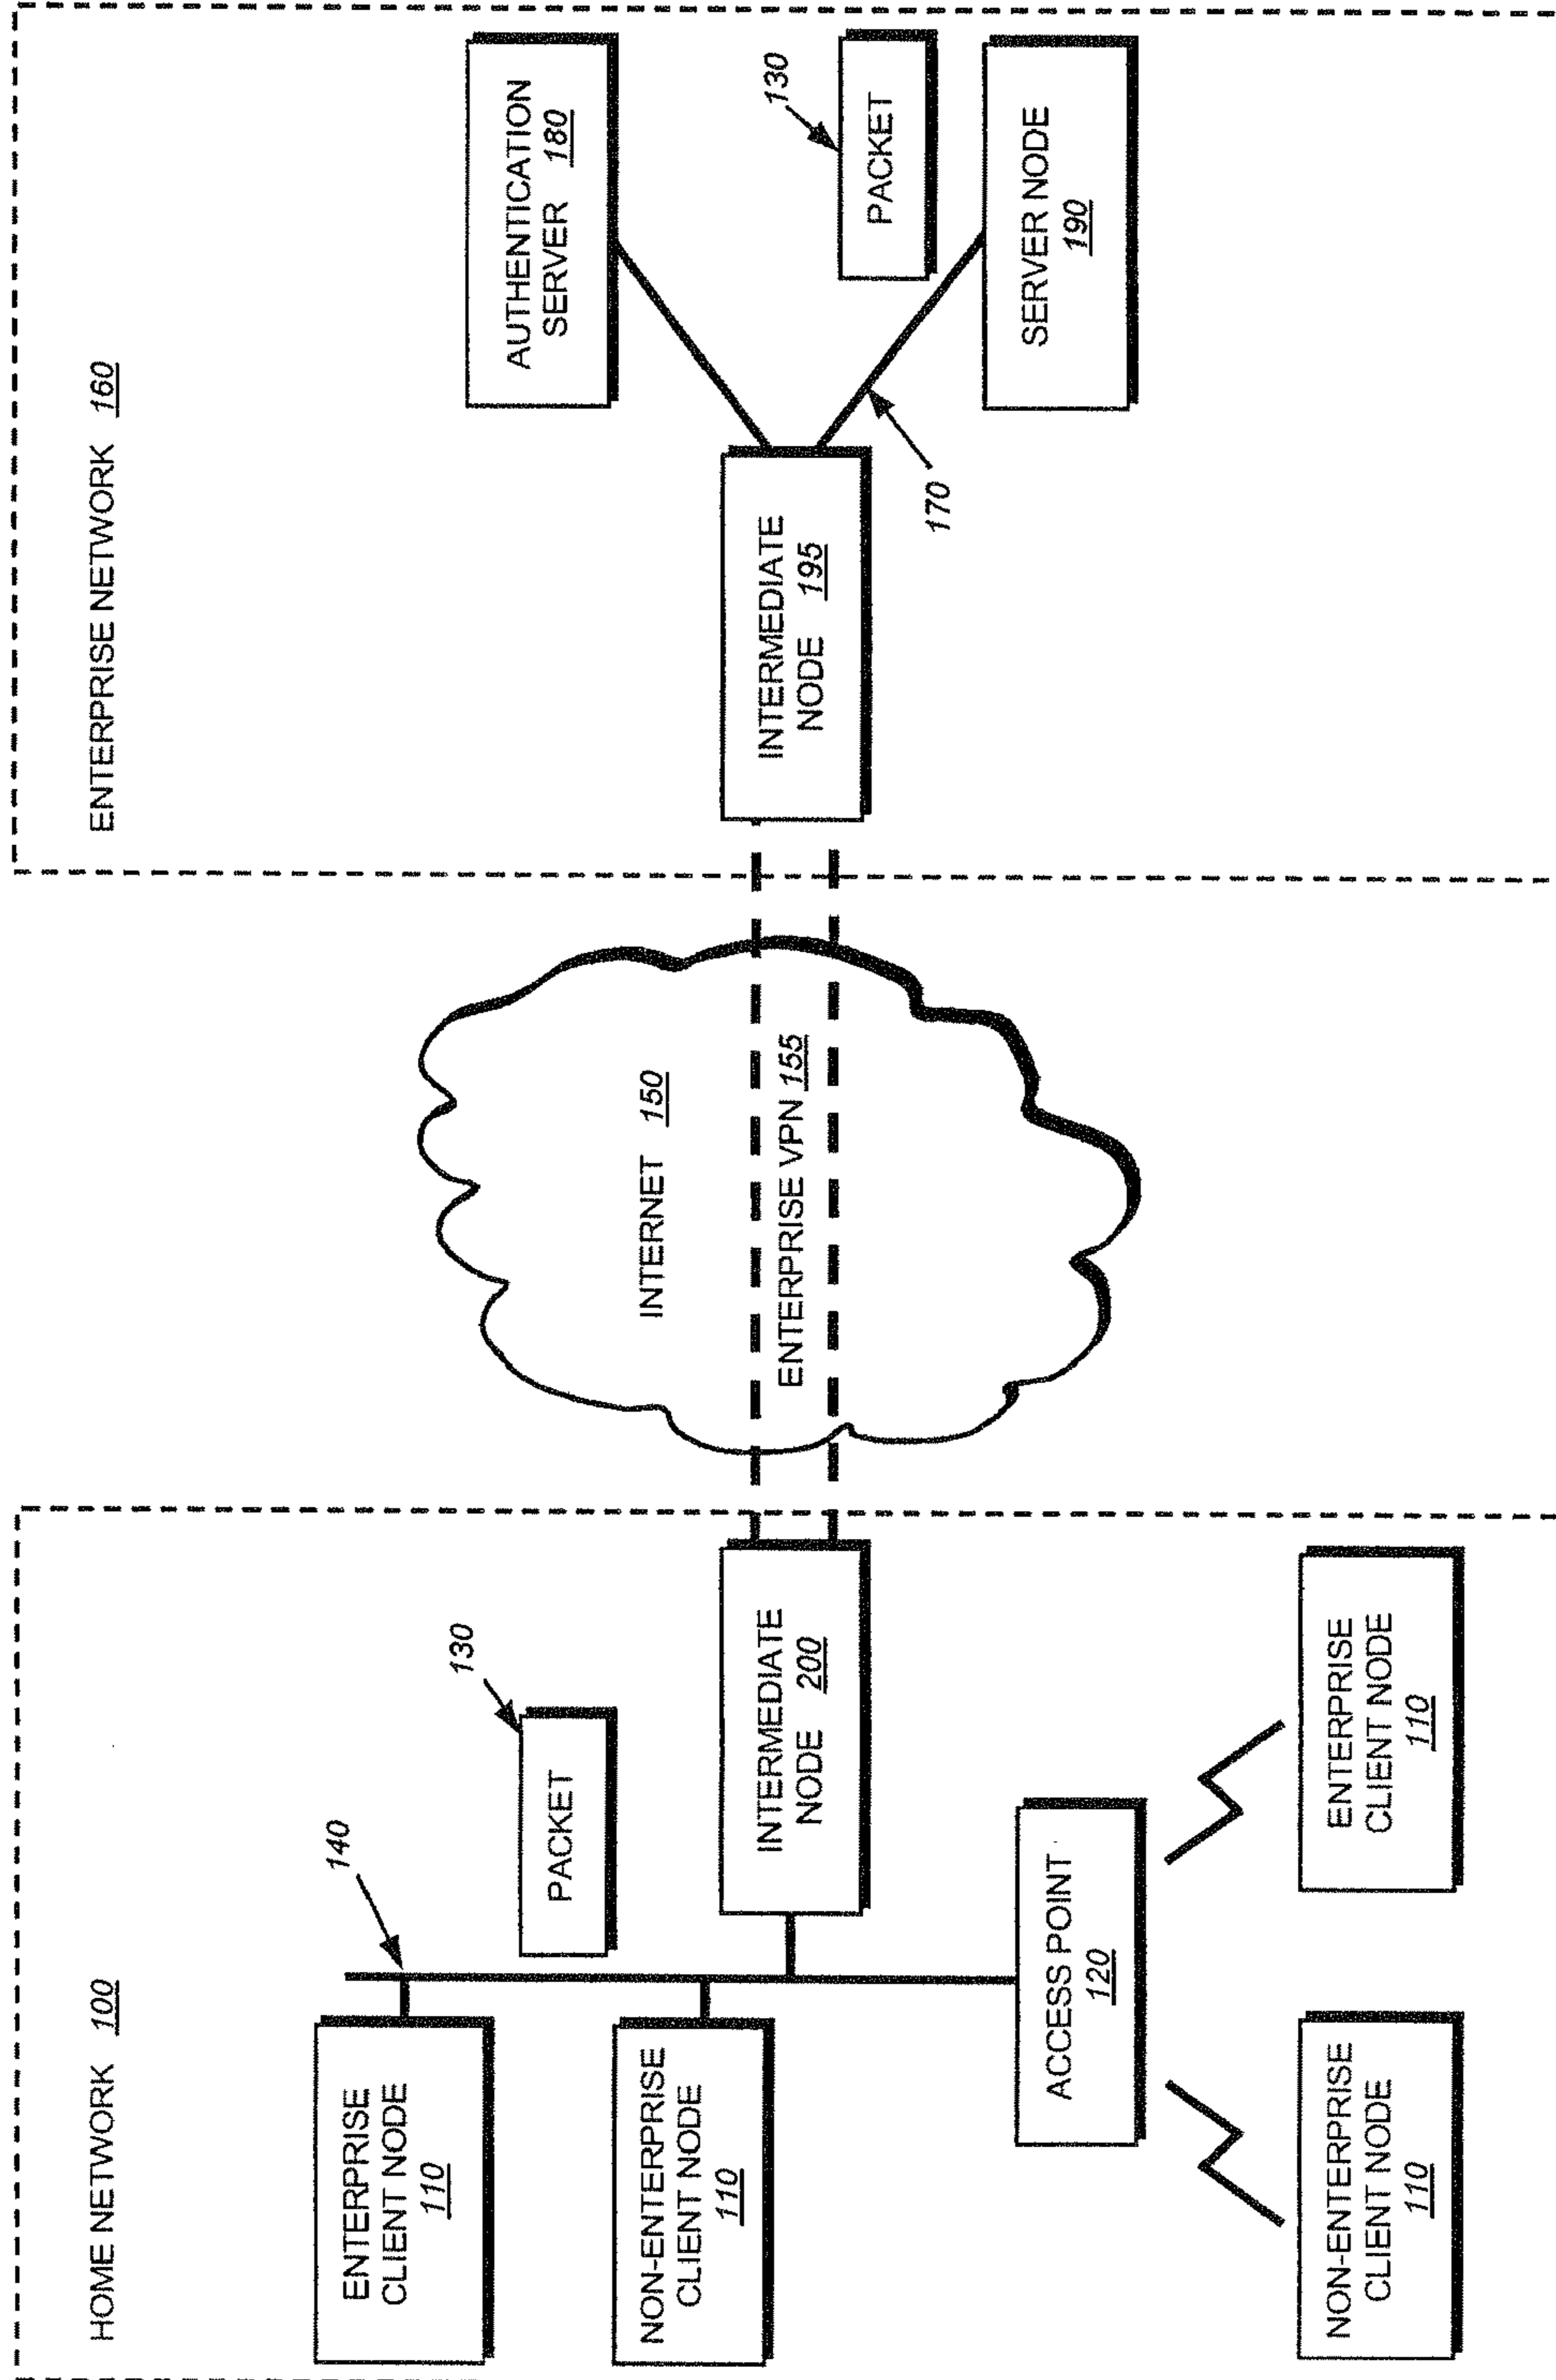 HOME NETWORK 100
140
130
ENTERPRISE
CLIENT NODE
110
PACKET
NON-ENTERPRISE
CLIENT NODE
110
INTERMEDIATE
NODE 200
ACCESS POINT
120
NON-ENTERPRISE
CLIENT NODE
110
ENTERPRISE
CLIENT NODE
110
INTERNET 150
ENTERPRISE VPN 155
ENTERPRISE NETWORK 160
AUTHENTICATION
SERVER 180
130
PACKET
INTERMEDIATE
NODE 195
170
SERVER NODE
190